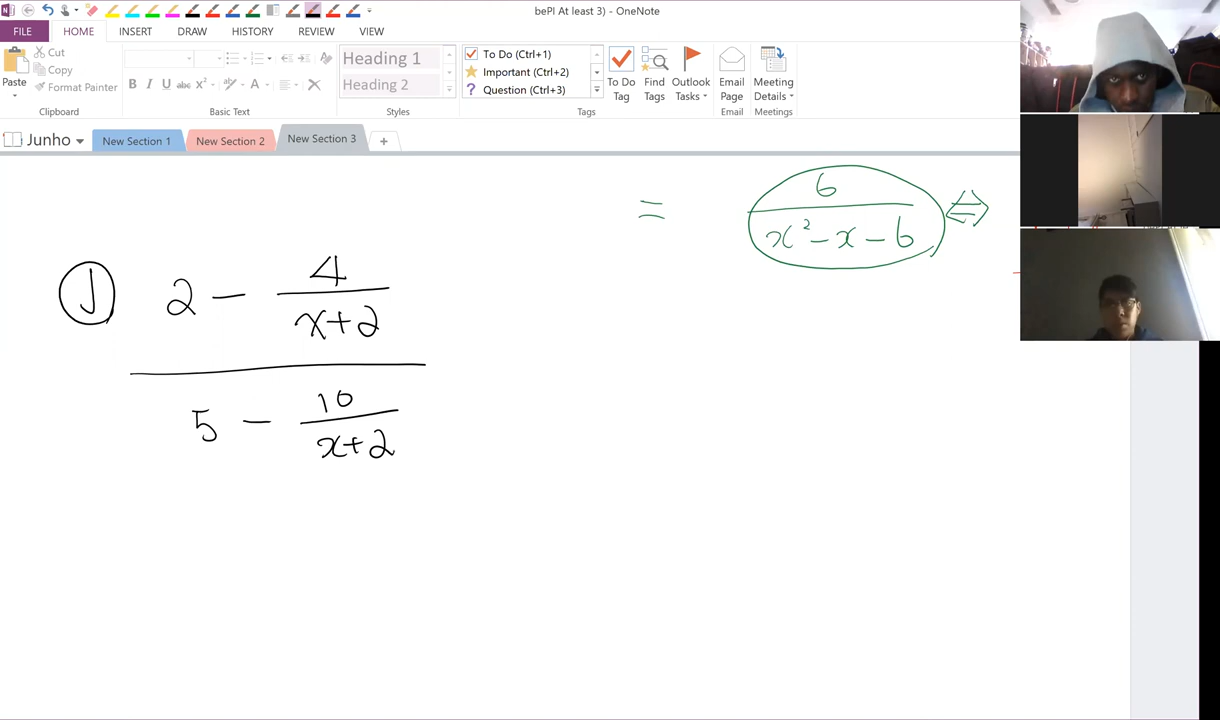 bePI At least 3) - OneNote
FILE HOME INSERT DRAW HISTORY REVIEW VIEW
Paste
Cut
Copy
Format Painter
Clipboard
B I U abc X² A
Basic Text
Heading 1
Heading 2
Styles
To Do (Ctrl+1)
Important (Ctrl+2)
? Question (Ctrl+3)
To Do Tag
Find Tags
Tags
Outlook Tasks
Email Page
Email
Meeting Details
Meetings
Junho New Section 1 New Section 2 New Section 3 +
= 6 / (x² - x - 6) ⇔
① 2 - 4 / (x+2)
5 - 10 / (x+2)